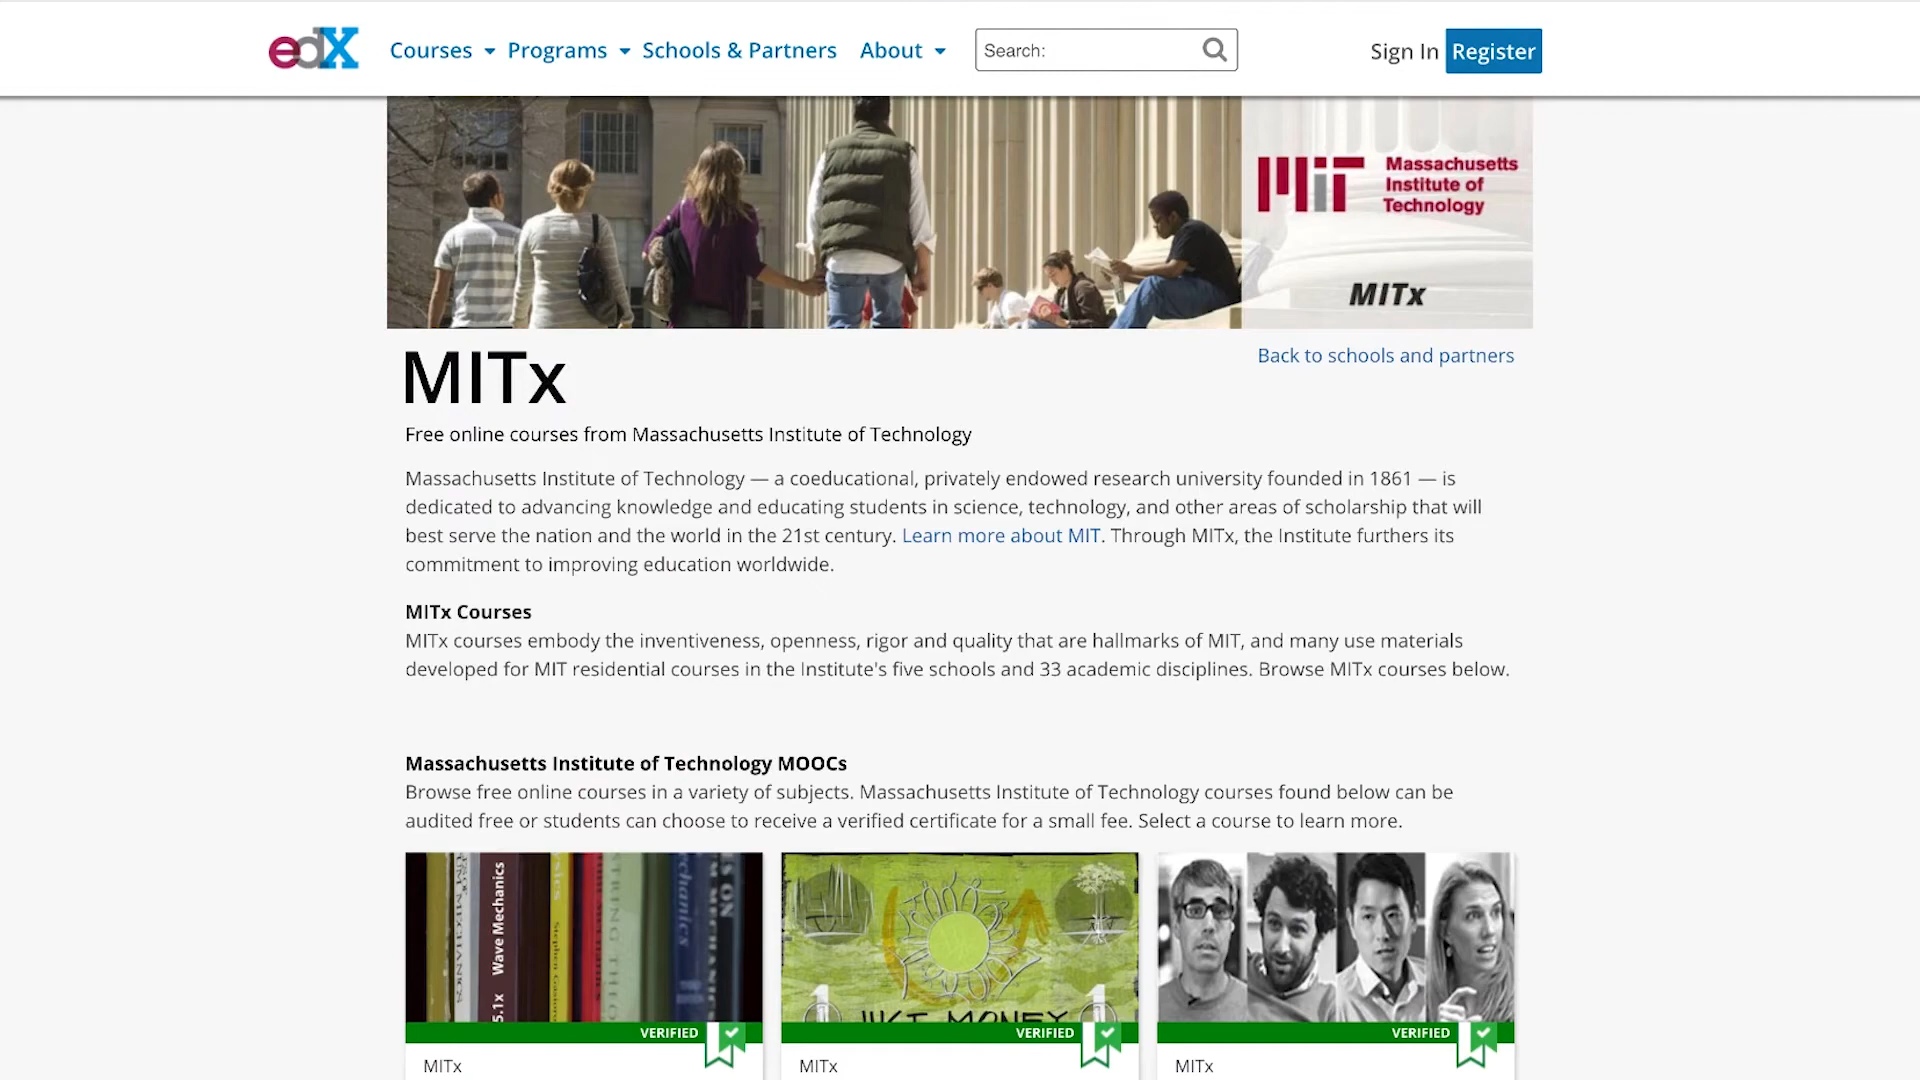 edX
Courses Programs Schools & Partners About Search: Sign In Register
MIT Massachusetts
Institute of
Technology
MITx
MITx
Back to schools and partners
Free online courses from Massachusetts Institute of Technology
Massachusetts Institute of Technology — a coeducational, privately endowed research university founded in 1861 — is
dedicated to advancing knowledge and educating students in science, technology, and other areas of scholarship that will
best serve the nation and the world in the 21st century. Learn more about MIT. Through MITx, the Institute furthers its
commitment to improving education worldwide.
MITx Courses
MITx courses embody the inventiveness, openness, rigor and quality that are hallmarks of MIT, and many use materials
developed for MIT residential courses in the Institute's five schools and 33 academic disciplines. Browse MITx courses below.
Massachusetts Institute of Technology MOOCs
Browse free online courses in a variety of subjects. Massachusetts Institute of Technology courses found below can be
audited free or students can choose to receive a verified certificate for a small fee. Select a course to learn more.
5.1x Wave Mechanics
JUST MONEY
VERIFIED
VERIFIED
VERIFIED
MITx
MITx
MITx